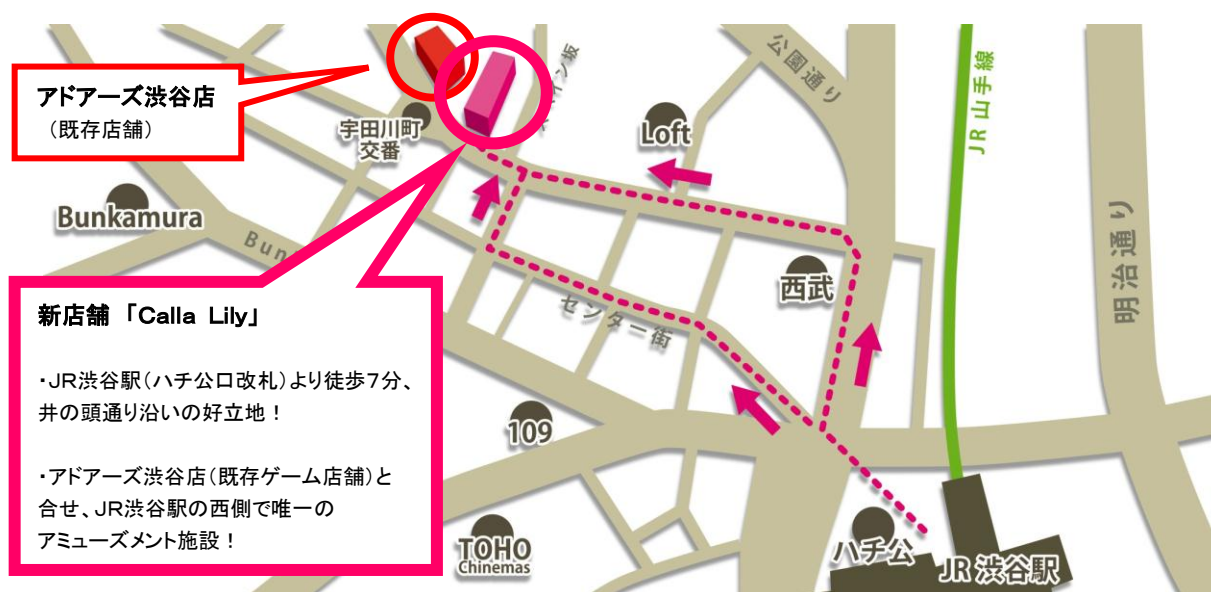 アドアーズ渋谷店
（既存店舗）
宇田川町
交番
Loft
公園通り
JR 山手線
明治通り
Bunkamura
西武
センター街
新店舗 「Calla Lily」
・JR渋谷駅（ハチ公口改札）より徒歩７分、
井の頭通り沿いの好立地！
・アドアーズ渋谷店（既存ゲーム店舗）と
合せ、JR渋谷駅の西側で唯一の
アミューズメント施設！
109
TOHO
Chinemas
ハチ公
JR 渋谷駅